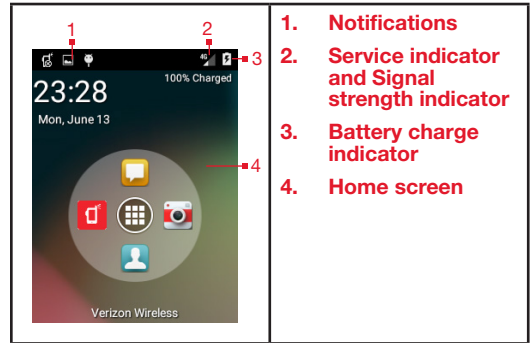 1
2
3
4G
100% Charged
23:28
Mon, June 13
4
Verizon Wireless
1. Notifications
2. Service indicator
and Signal
strength indicator
3. Battery charge
indicator
4. Home screen